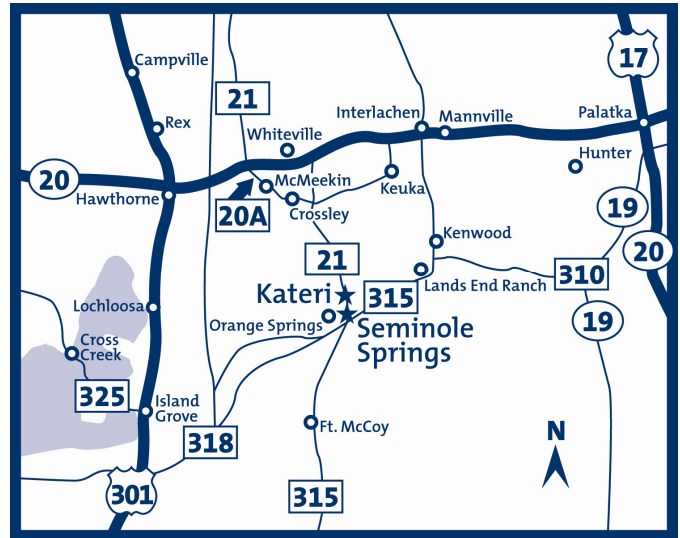 Campville
17
21
Interlachen
Mannville
Palatka
Rex
Whiteville
Hunter
20
McMeekin
Keuka
Hawthorne
20A
Crossley
19
Kenwood
20
21
310
Lands End Ranch
Kateri
315
Lochloosa
Orange Springs
Seminole
Springs
19
Cross
Creek
325
Island
Grove
318
Ft. McCoy
N
301
315